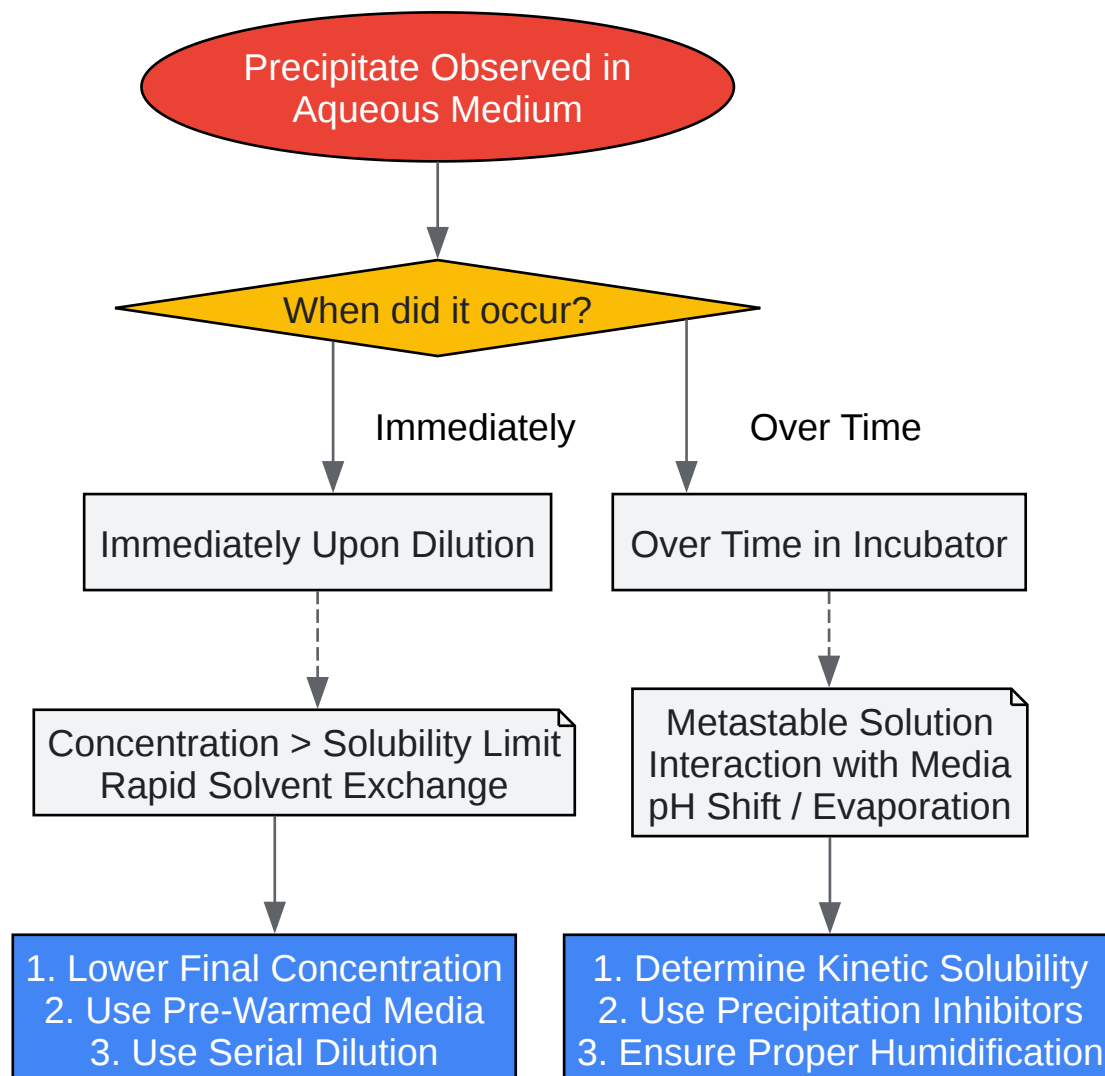 Precipitate Observed in
Aqueous Medium
When did it occur?
Immediately
Over Time
Immediately Upon Dilution
Over Time in Incubator
Concentration > Solubility Limit
Rapid Solvent Exchange
Metastable Solution
Interaction with Media
pH Shift / Evaporation
1. Lower Final Concentration
2. Use Pre-Warmed Media
3. Use Serial Dilution
1. Determine Kinetic Solubility
2. Use Precipitation Inhibitors
3. Ensure Proper Humidification